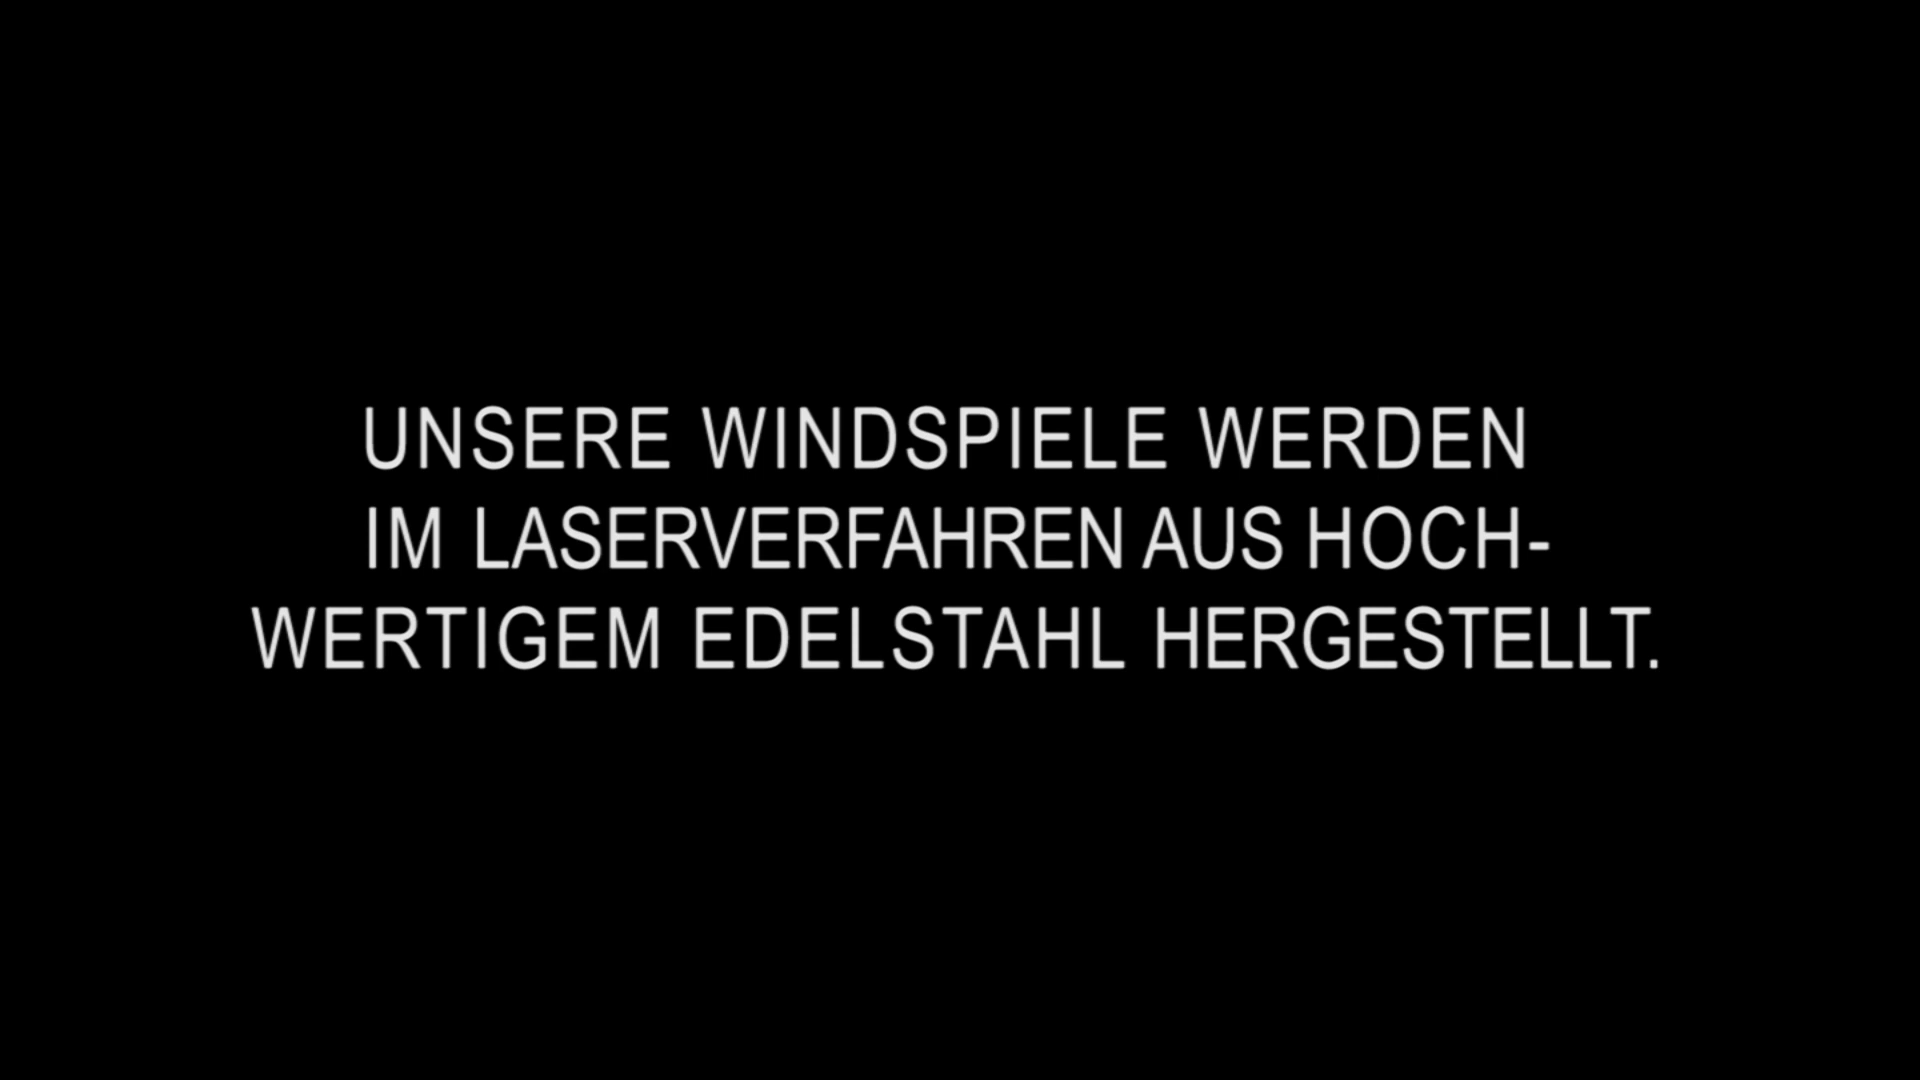 UNSERE WINDSPIELE WERDEN
IM LASERVERFAHREN AUS HOCH-
WERTIGEM EDELSTAHL HERGESTELLT.